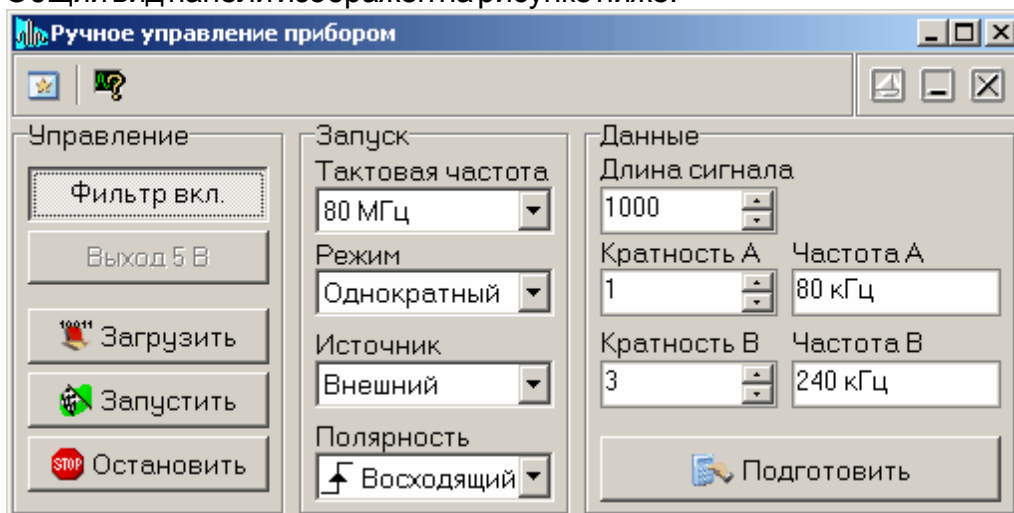 Общий вид панели изображен на рисунке ниже.
Ручное управление прибором
Управление
Фильтр вкл.
Выход 5 В
Загрузить
Запустить
STOP Остановить
Запуск
Тактовая частота
80 МГц
Режим
Однократный
Источник
Внешний
Полярность
Восходящий
Данные
Длина сигнала
1000
Кратность A Частота A
1 80 кГц
Кратность B Частота B
3 240 кГц
Подготовить